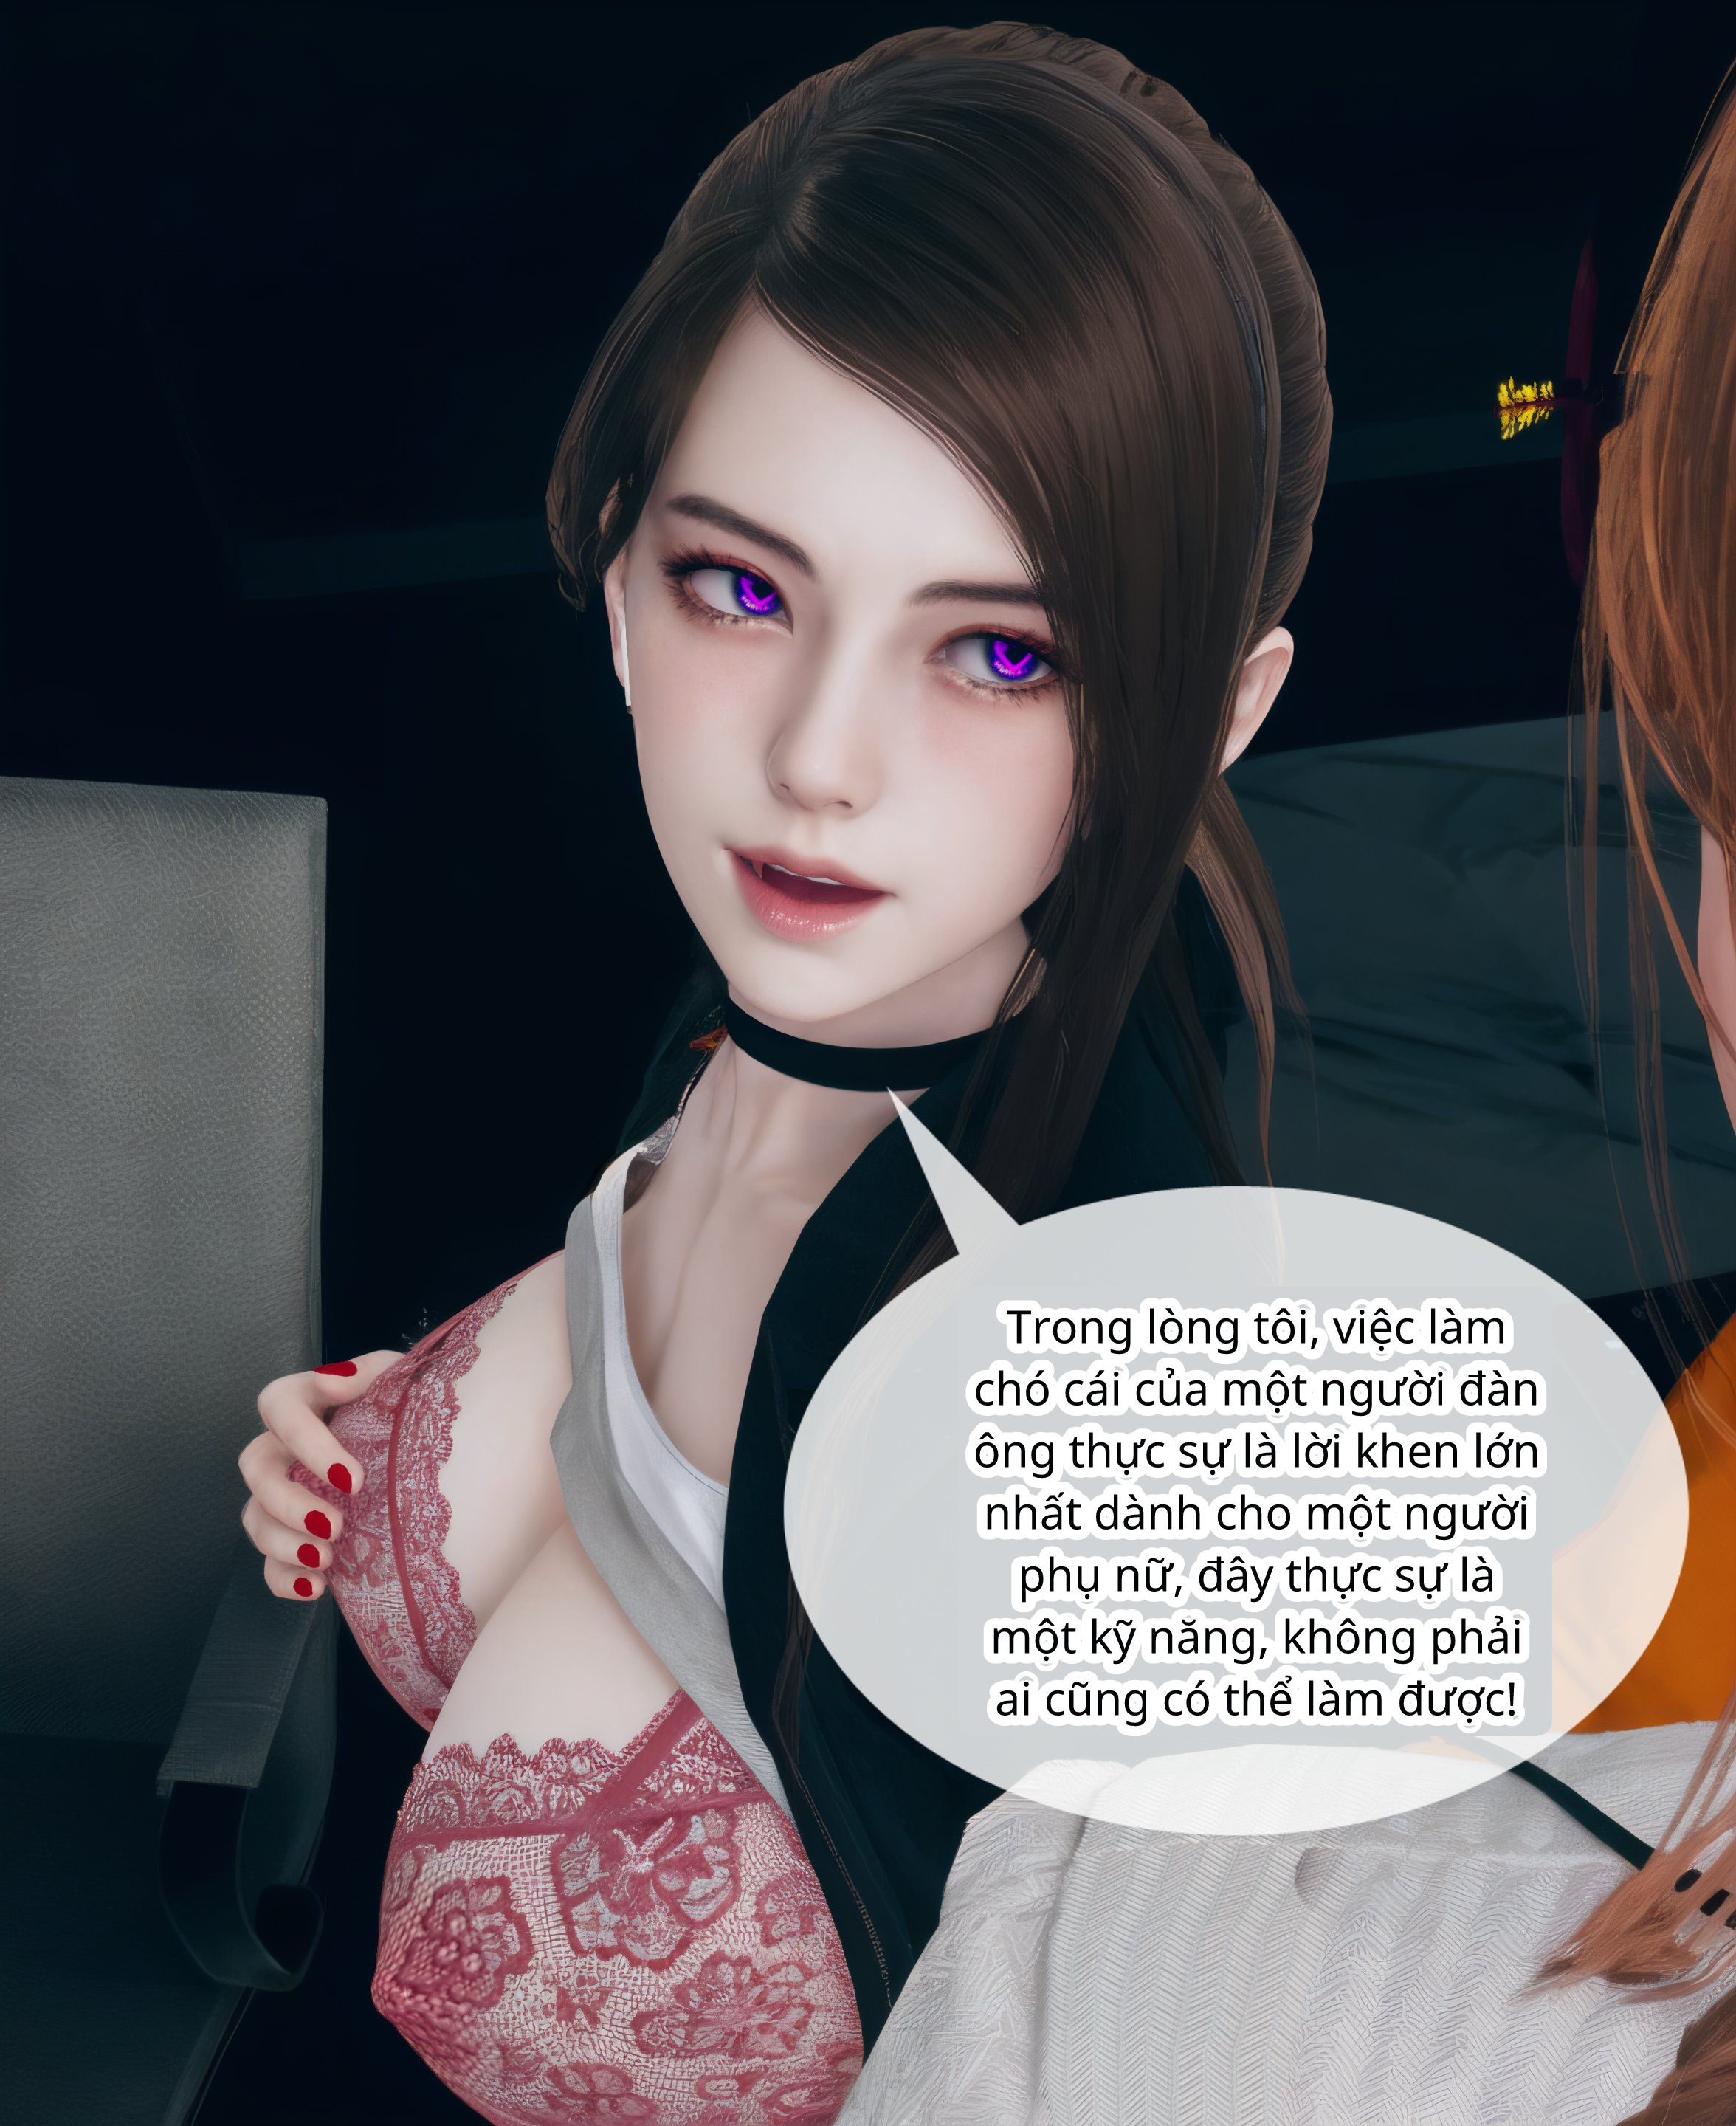 Trong lòng tôi, việc làm
chó cái của một người đàn
ông thực sự là lời khen lớn
nhất dành cho một người
phụ nữ, đây thực sự là
một kỹ năng, không phải
ai cũng có thể làm được!